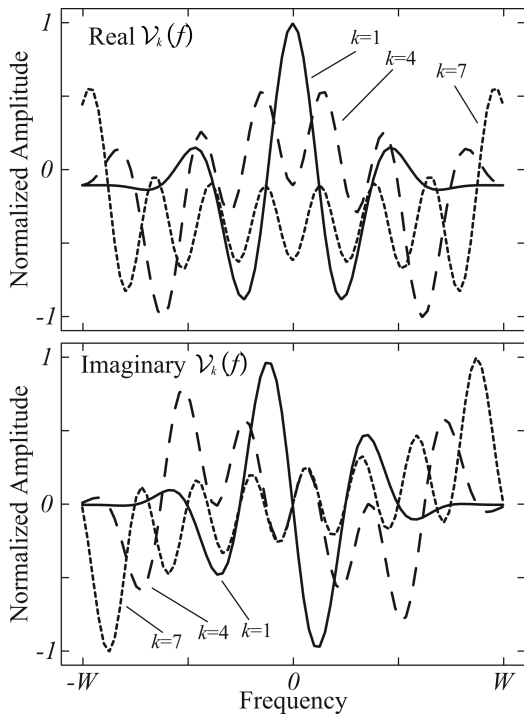 Real 𝒱ₖ(f)
k=1
k=4
k=7
1
0
-1
Normalized Amplitude
Imaginary 𝒱ₖ(f)
1
0
-1
Normalized Amplitude
k=7
k=4
k=1
-W
0
W
Frequency